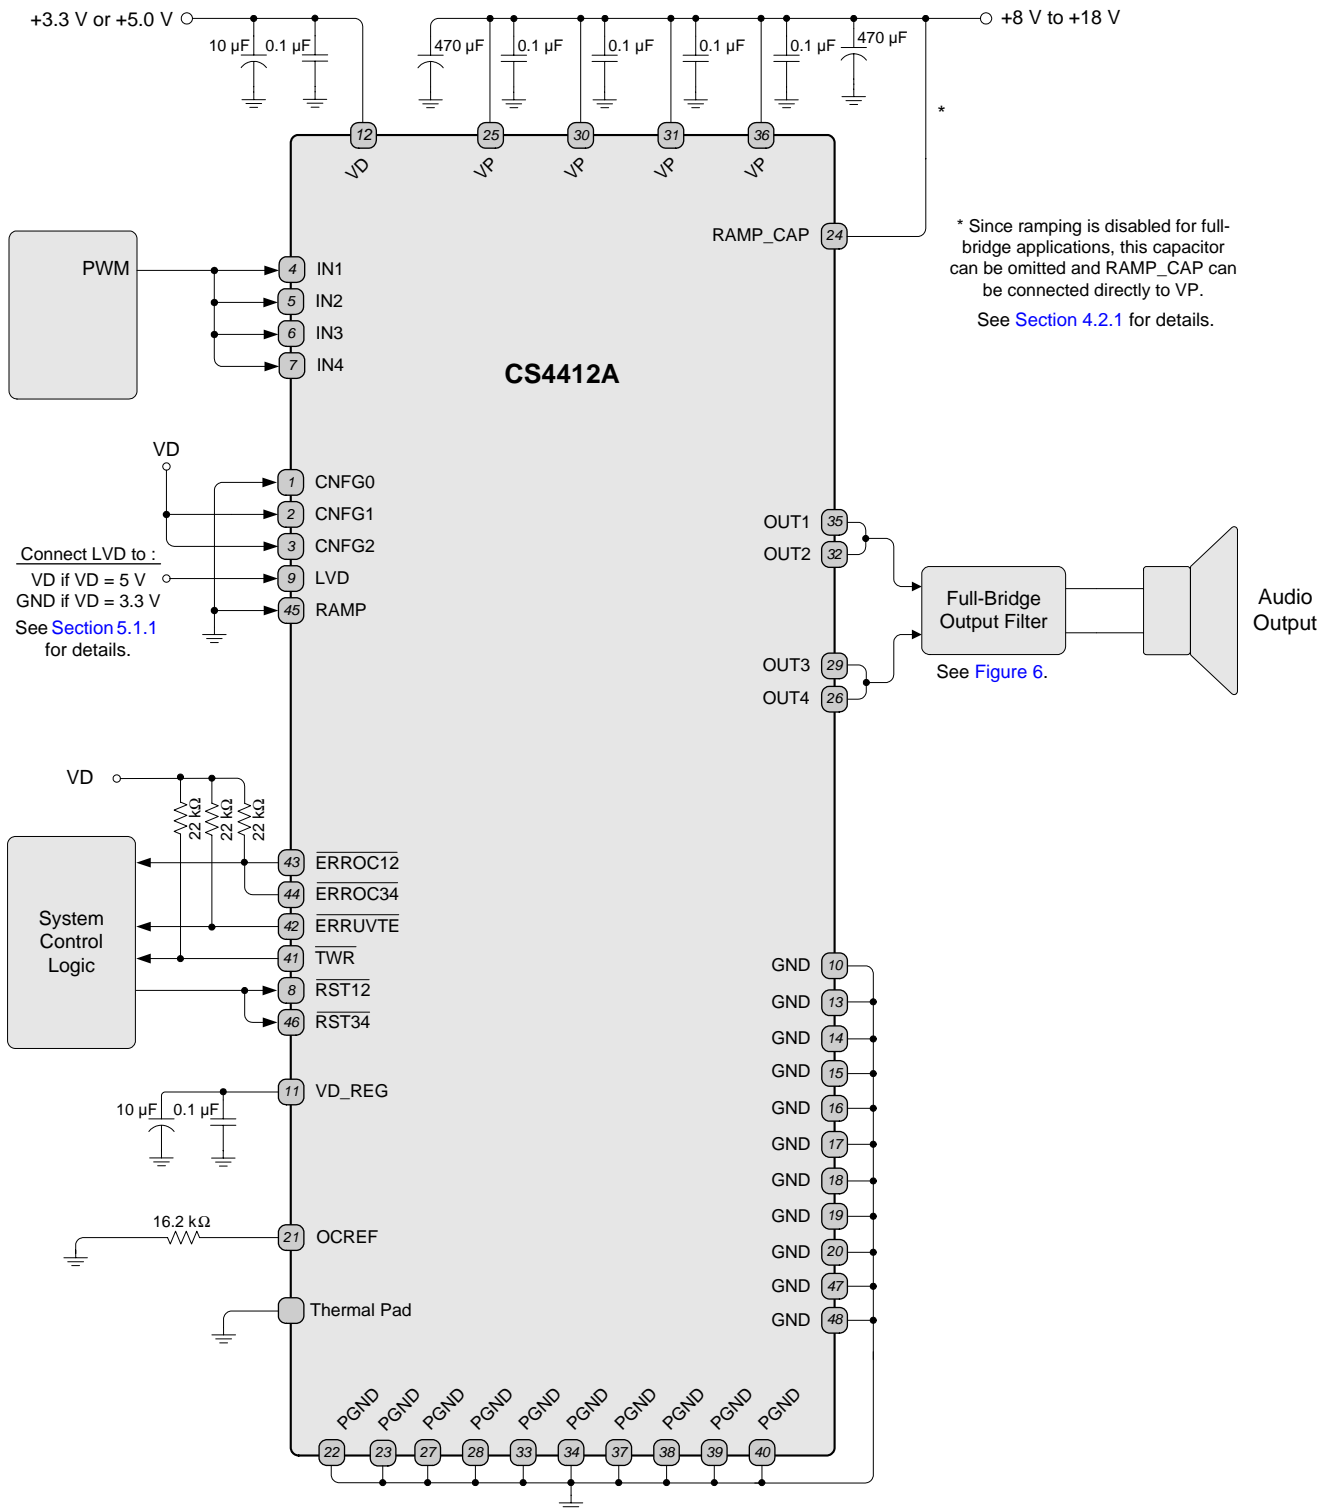 +3.3 V or +5.0 V
+8 V to +18 V
10 µF
0.1 µF
470 µF
0.1 µF
0.1 µF
0.1 µF
0.1 µF
470 µF
*
12
25
30
31
36
VD
VP
VP
VP
VP
RAMP_CAP
24
* Since ramping is disabled for full-
bridge applications, this capacitor
can be omitted and RAMP_CAP can
be connected directly to VP.
See Section 4.2.1 for details.
PWM
4
IN1
5
IN2
6
IN3
7
IN4
CS4412A
VD
1
CNFG0
2
CNFG1
3
CNFG2
9
LVD
45
RAMP
Connect LVD to :
VD if VD = 5 V
GND if VD = 3.3 V
See Section 5.1.1
for details.
OUT1
35
OUT2
32
OUT3
29
OUT4
26
Full-Bridge
Output Filter
See Figure 6.
Audio
Output
VD
22 kΩ
22 kΩ
22 kΩ
System
Control
Logic
43
ERROC12
44
ERROC34
42
ERRUVTE
41
TWR
8
RST12
46
RST34
11
VD_REG
10 µF
0.1 µF
16.2 kΩ
21
OCREF
Thermal Pad
GND
10
GND
13
GND
14
GND
15
GND
16
GND
17
GND
18
GND
19
GND
20
GND
47
GND
48
PGND
PGND
PGND
PGND
PGND
PGND
PGND
PGND
PGND
PGND
22
23
27
28
33
34
37
38
39
40